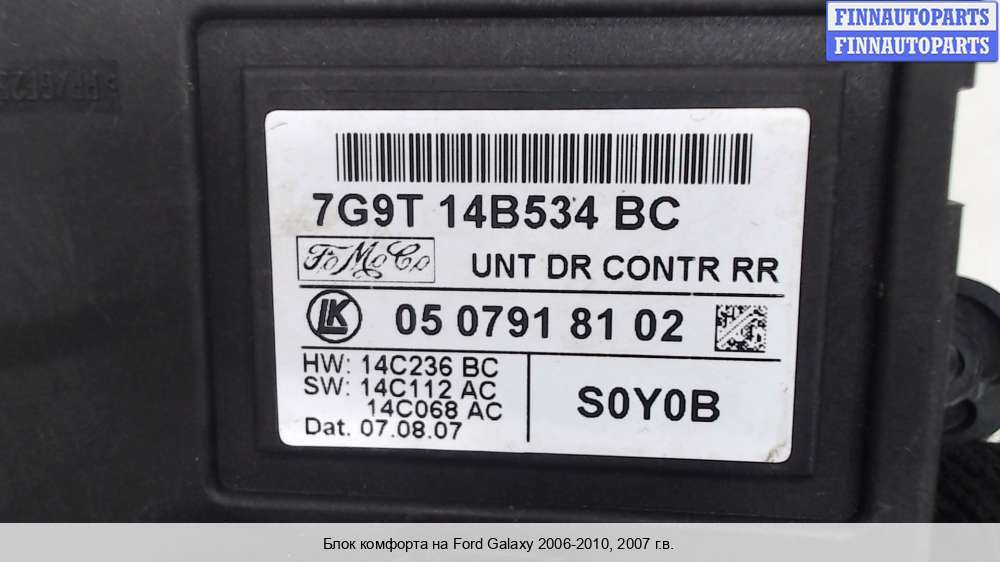 FINNAUTOPARTS
FINNAUTOPARTS
7G9T 14B534 BC
FoMoCo
UNT DR CONTR RR
LK
05 0791 81 02
HW: 14C236 BC
SW: 14C112 AC
14C068 AC
Dat. 07.08.07
S0Y0B
Блок комфорта на Ford Galaxy 2006-2010, 2007 г.в.